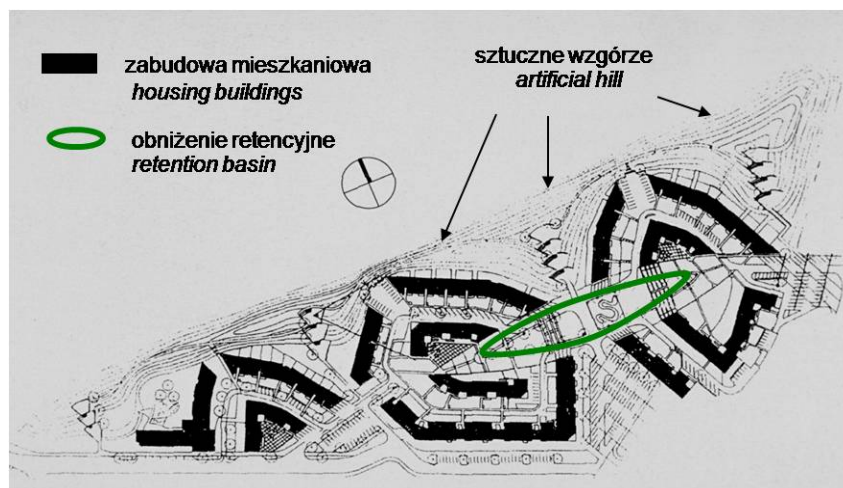 zabudowa mieszkaniowa
housing buildings
obniżenie retencyjne
retention basin
sztuczne wzgórze
artificial hill